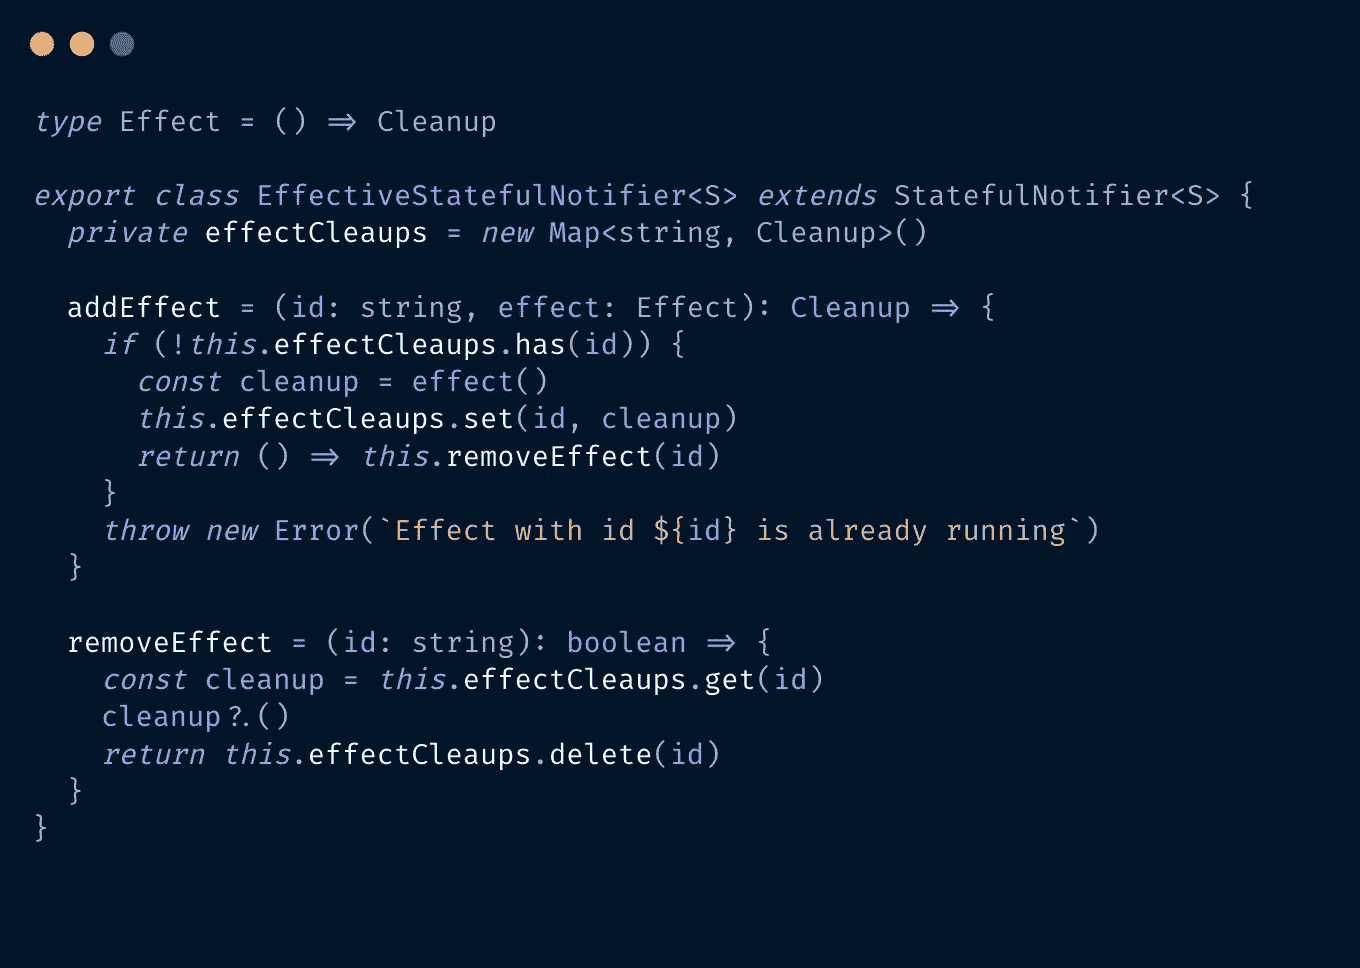 type Effect = () => Cleanup
export class EffectiveStatefulNotifier<S> extends StatefulNotifier<S> {
private effectCleaups = new Map<string, Cleanup>()
addEffect = (id: string, effect: Effect): Cleanup => {
if (!this.effectCleaups.has(id)) {
const cleanup = effect()
this.effectCleaups.set(id, cleanup)
return () => this.removeEffect(id)
}
throw new Error(`Effect with id ${id} is already running`)
}
removeEffect = (id: string): boolean => {
const cleanup = this.effectCleaups.get(id)
cleanup?.()
return this.effectCleaups.delete(id)
}
}